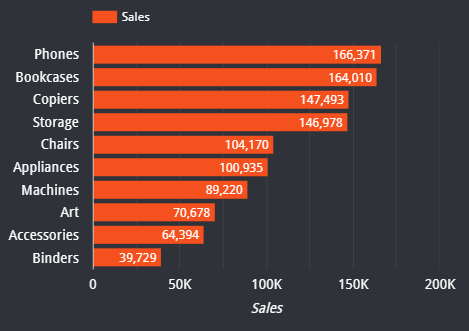 Sales
Phones 166,371
Bookcases 164,010
Copiers 147,493
Storage 146,978
Chairs 104,170
Appliances 100,935
Machines 89,220
Art 70,678
Accessories 64,394
Binders 39,729
0 50K 100K 150K 200K
Sales